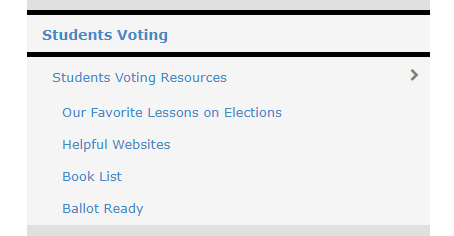 Students Voting
Students Voting Resources
Our Favorite Lessons on Elections
Helpful Websites
Book List
Ballot Ready